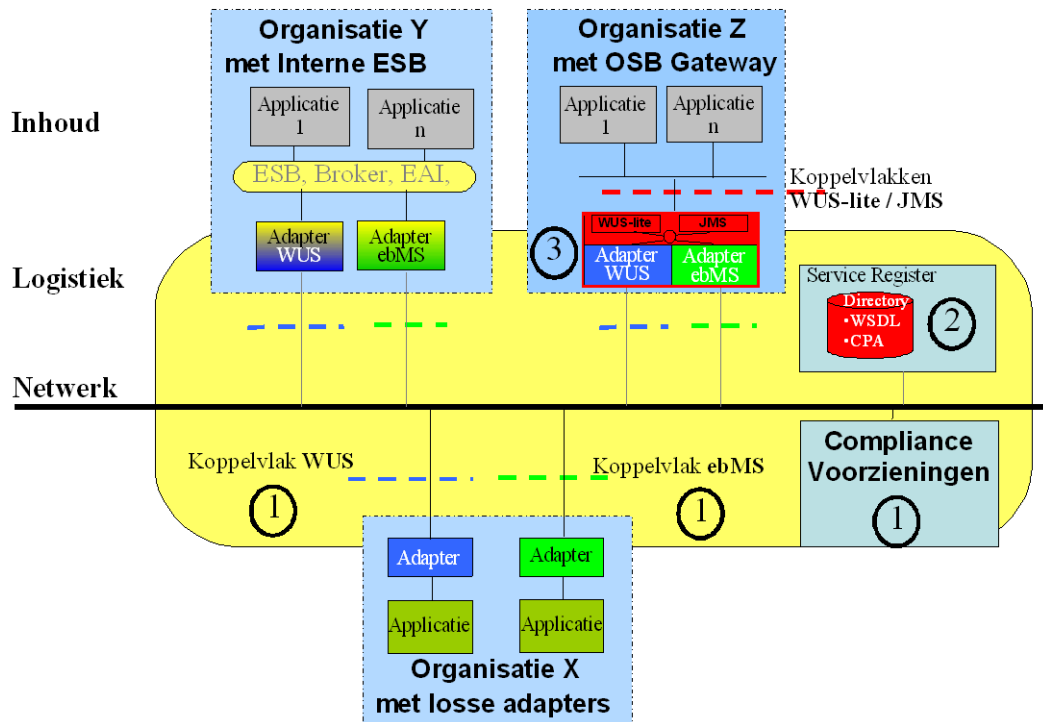 Organisatie Y
met Interne ESB
Organisatie Z
met OSB Gateway
Inhoud
Applicatie
1
Applicatie
n
Applicatie
1
Applicatie
n
ESB, Broker, EAI,
Koppelvlakken
WUS-lite / JMS
WUS-lite
JMS
Adapter
WUS
Adapter
ebMS
3
Adapter
WUS
Adapter
ebMS
Logistiek
Service Register
Directory
•WSDL
•CPA
2
Netwerk
Koppelvlak WUS
1
Koppelvlak ebMS
1
Compliance
Voorzieningen
1
Adapter
Adapter
Applicatie
Applicatie
Organisatie X
met losse adapters